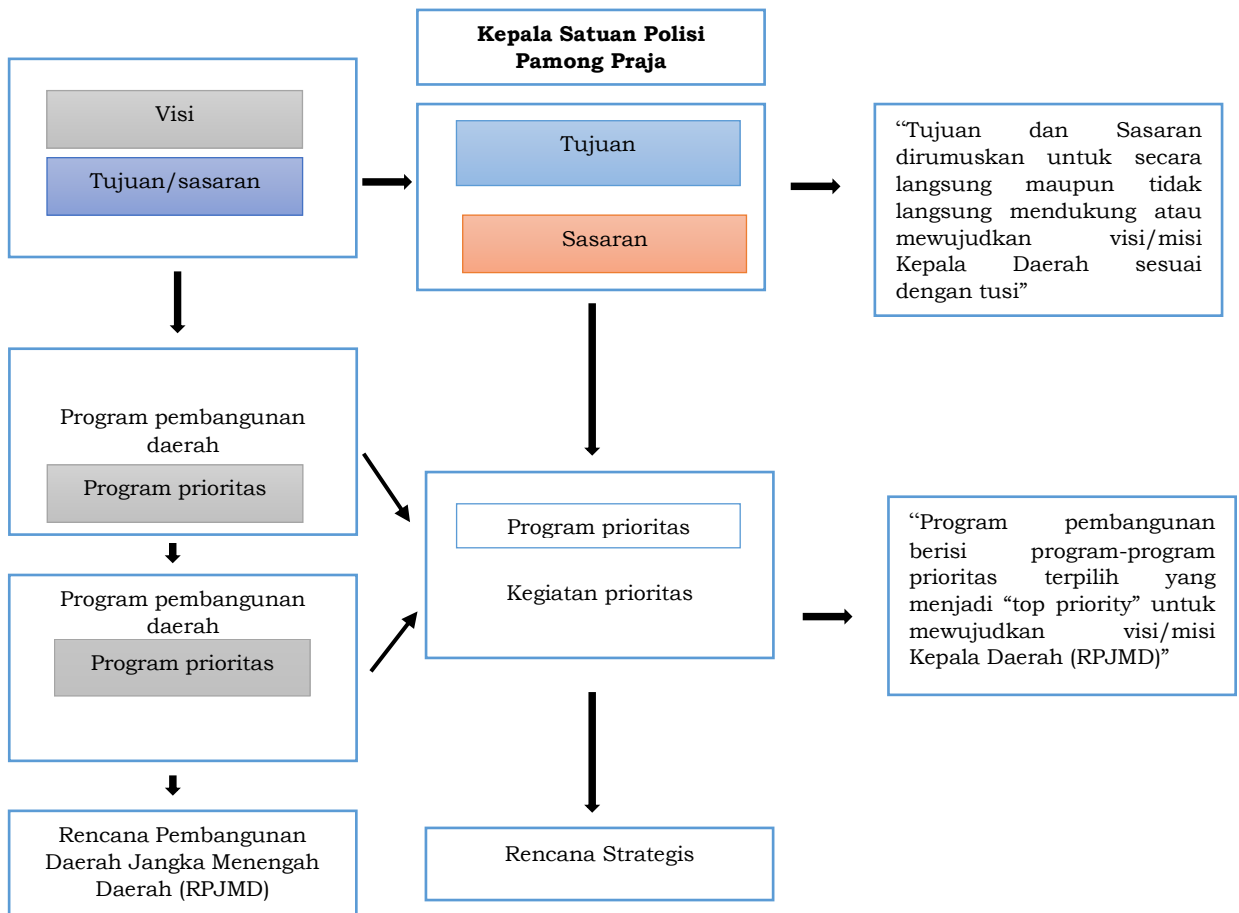 Kepala Satuan Polisi
Pamong Praja
Visi
Tujuan/sasaran
Tujuan
Sasaran
“Tujuan dan Sasaran
dirumuskan untuk secara
langsung maupun tidak
langsung mendukung atau
mewujudkan visi/misi
Kepala Daerah sesuai
dengan tusi”
Program pembangunan
daerah
Program prioritas
Program pembangunan
daerah
Program prioritas
Program prioritas
Kegiatan prioritas
“Program pembangunan
berisi program-program
prioritas terpilih yang
menjadi “top priority” untuk
mewujudkan visi/misi
Kepala Daerah (RPJMD)”
Rencana Pembangunan
Daerah Jangka Menengah
Daerah (RPJMD)
Rencana Strategis